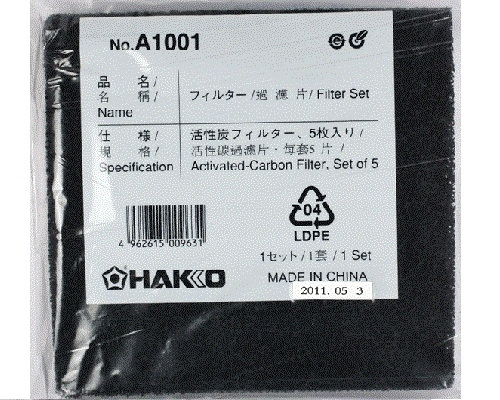 No.A1001
品 名/
名 稱/
Name
フィルター/過 濾 片/Filter Set
仕 様/
規 格/
Specification
活性炭フィルター、5枚入り/
活性碳過濾片・每套5 片/
Activated-Carbon Filter, Set of 5
4 962615 009631
04
LDPE
HAKKO
1セット/1套/1 Set
MADE IN CHINA
2011. 05 3